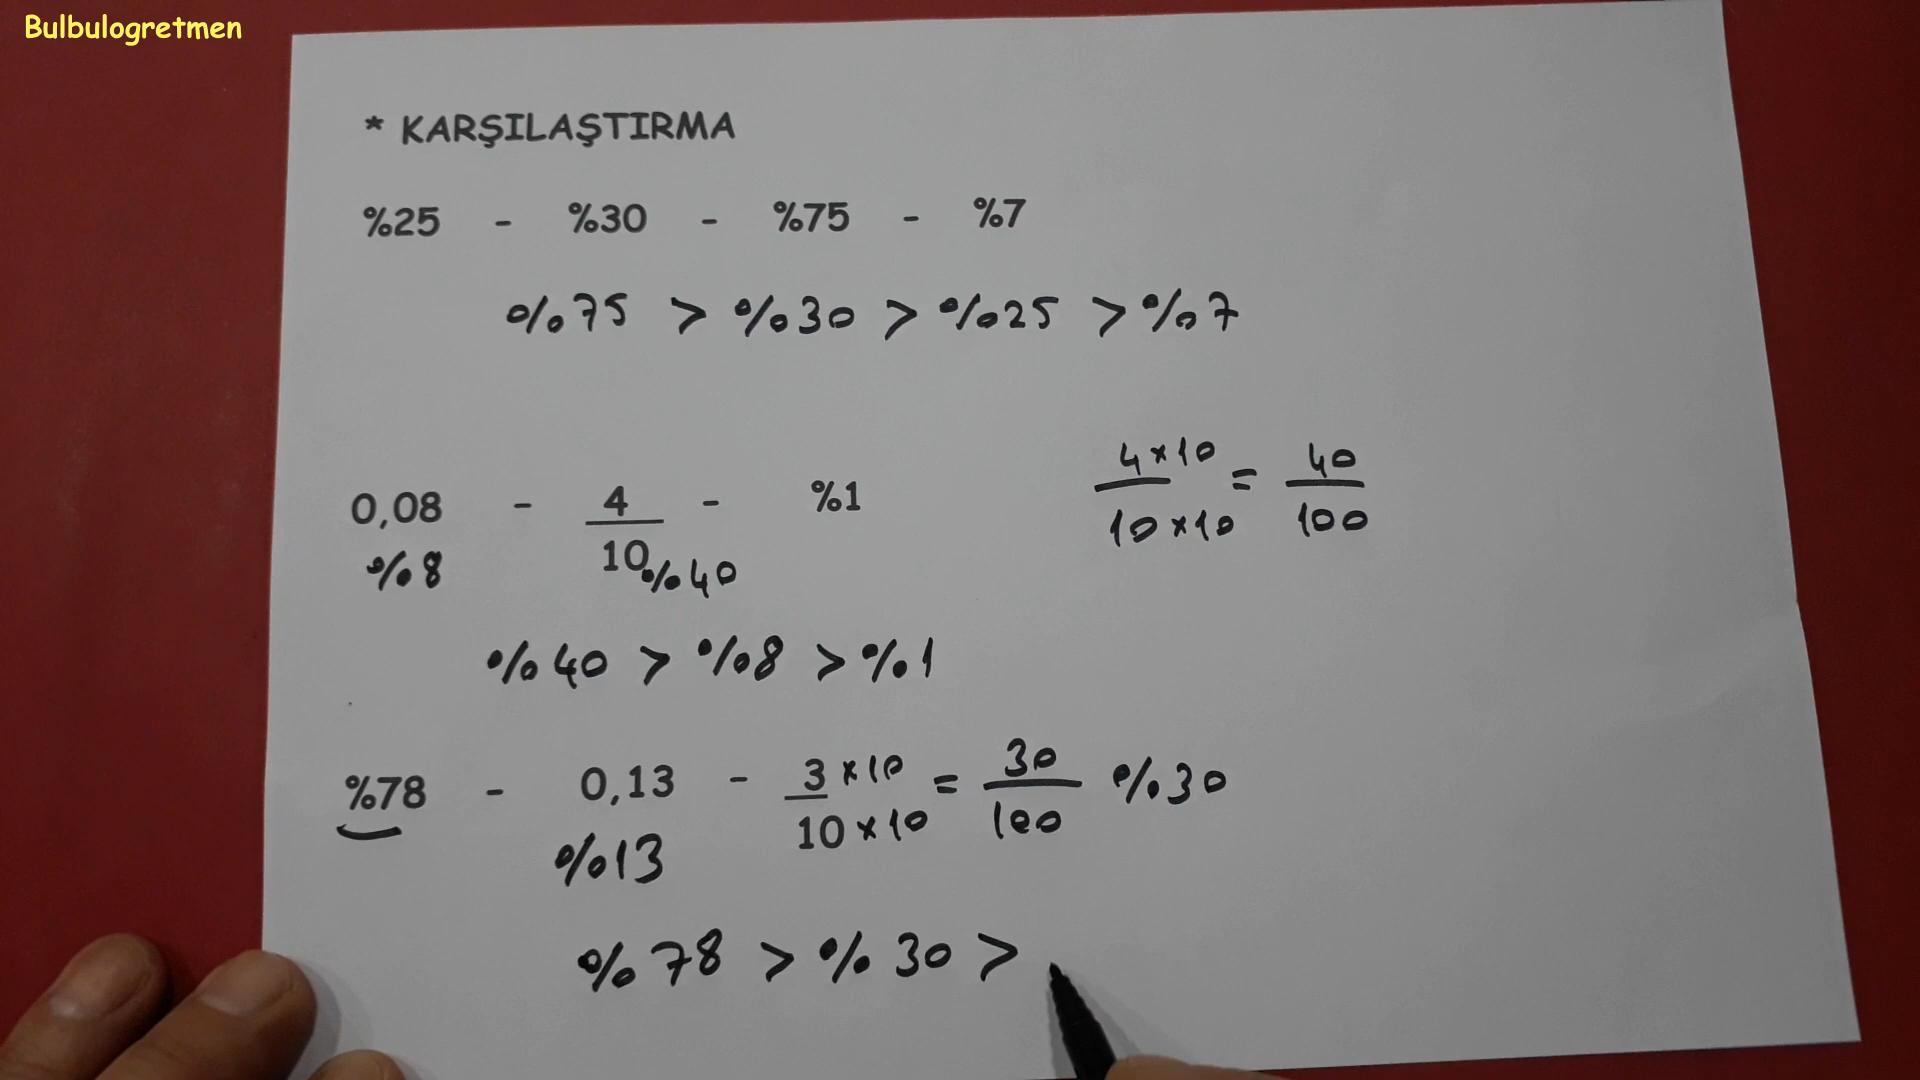 Bulbulogretmen
* KARŞILAŞTIRMA
%25 - %30 - %75 - %7
%75 > %30 > %25 > %7
4×10 / 10×10 = 40 / 100
0,08 - 4/10 - %1
%8 %40
%40 > %8 > %1
%78 - 0,13 - 3×10 / 10×10 = 30 / 100 %30
%13
%78 > %30 >